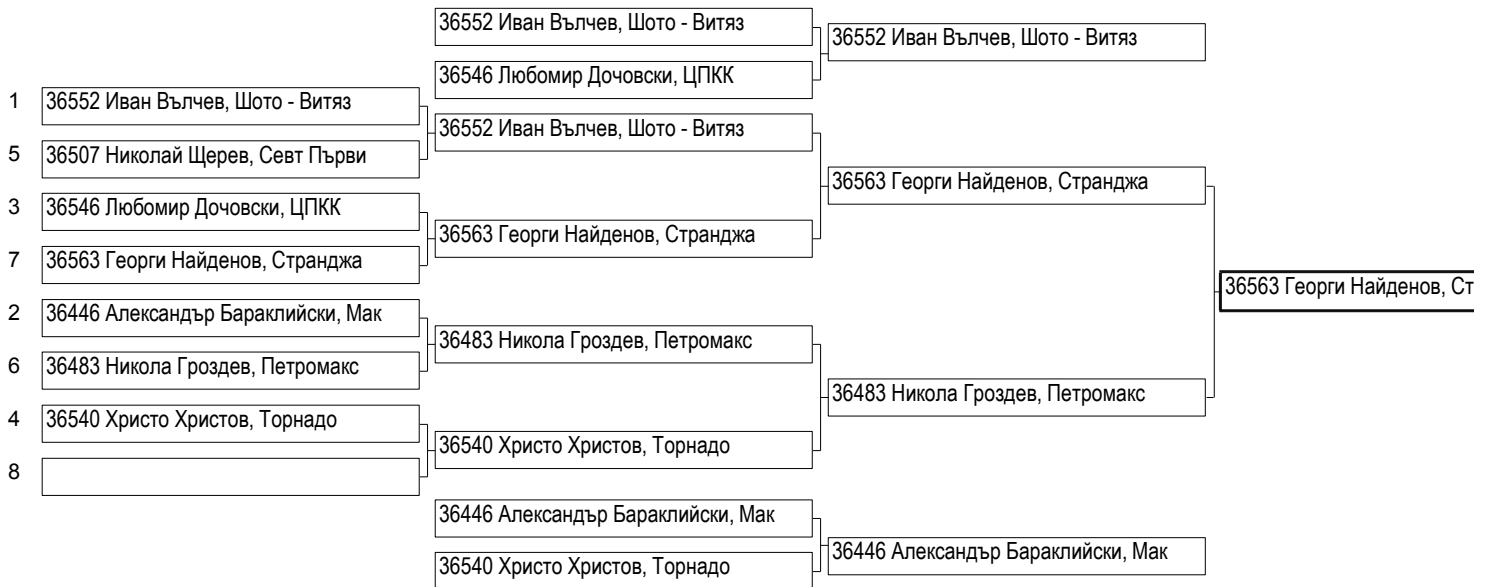 36552 Иван Вълчев, Шото - Витяз
36552 Иван Вълчев, Шото - Витяз
36546 Любомир Дочовски, ЦПКК
1 36552 Иван Вълчев, Шото - Витяз
36552 Иван Вълчев, Шото - Витяз
5 36507 Николай Щерев, Севт Първи
36563 Георги Найденов, Странджа
3 36546 Любомир Дочовски, ЦПКК
36563 Георги Найденов, Странджа
7 36563 Георги Найденов, Странджа
36563 Георги Найденов, Ст
2 36446 Александър Бараклийски, Мак
36483 Никола Гроздев, Петромакс
6 36483 Никола Гроздев, Петромакс
36483 Никола Гроздев, Петромакс
4 36540 Христо Христов, Торнадо
36540 Христо Христов, Торнадо
8
36446 Александър Бараклийски, Мак
36446 Александър Бараклийски, Мак
36540 Христо Христов, Торнадо